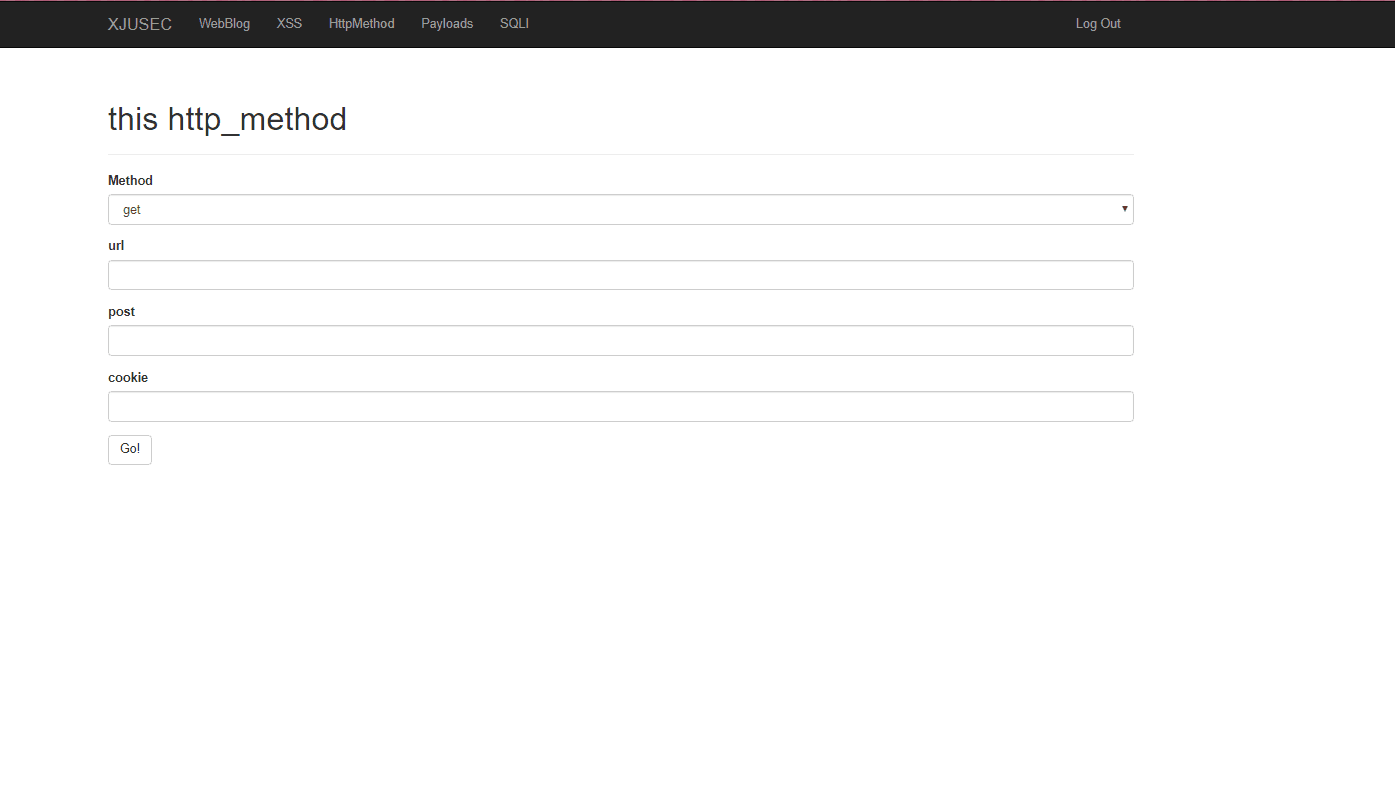 XJUSEC WebBlog XSS HttpMethod Payloads SQLI Log Out
this http_method
Method
get
url
post
cookie
Go!